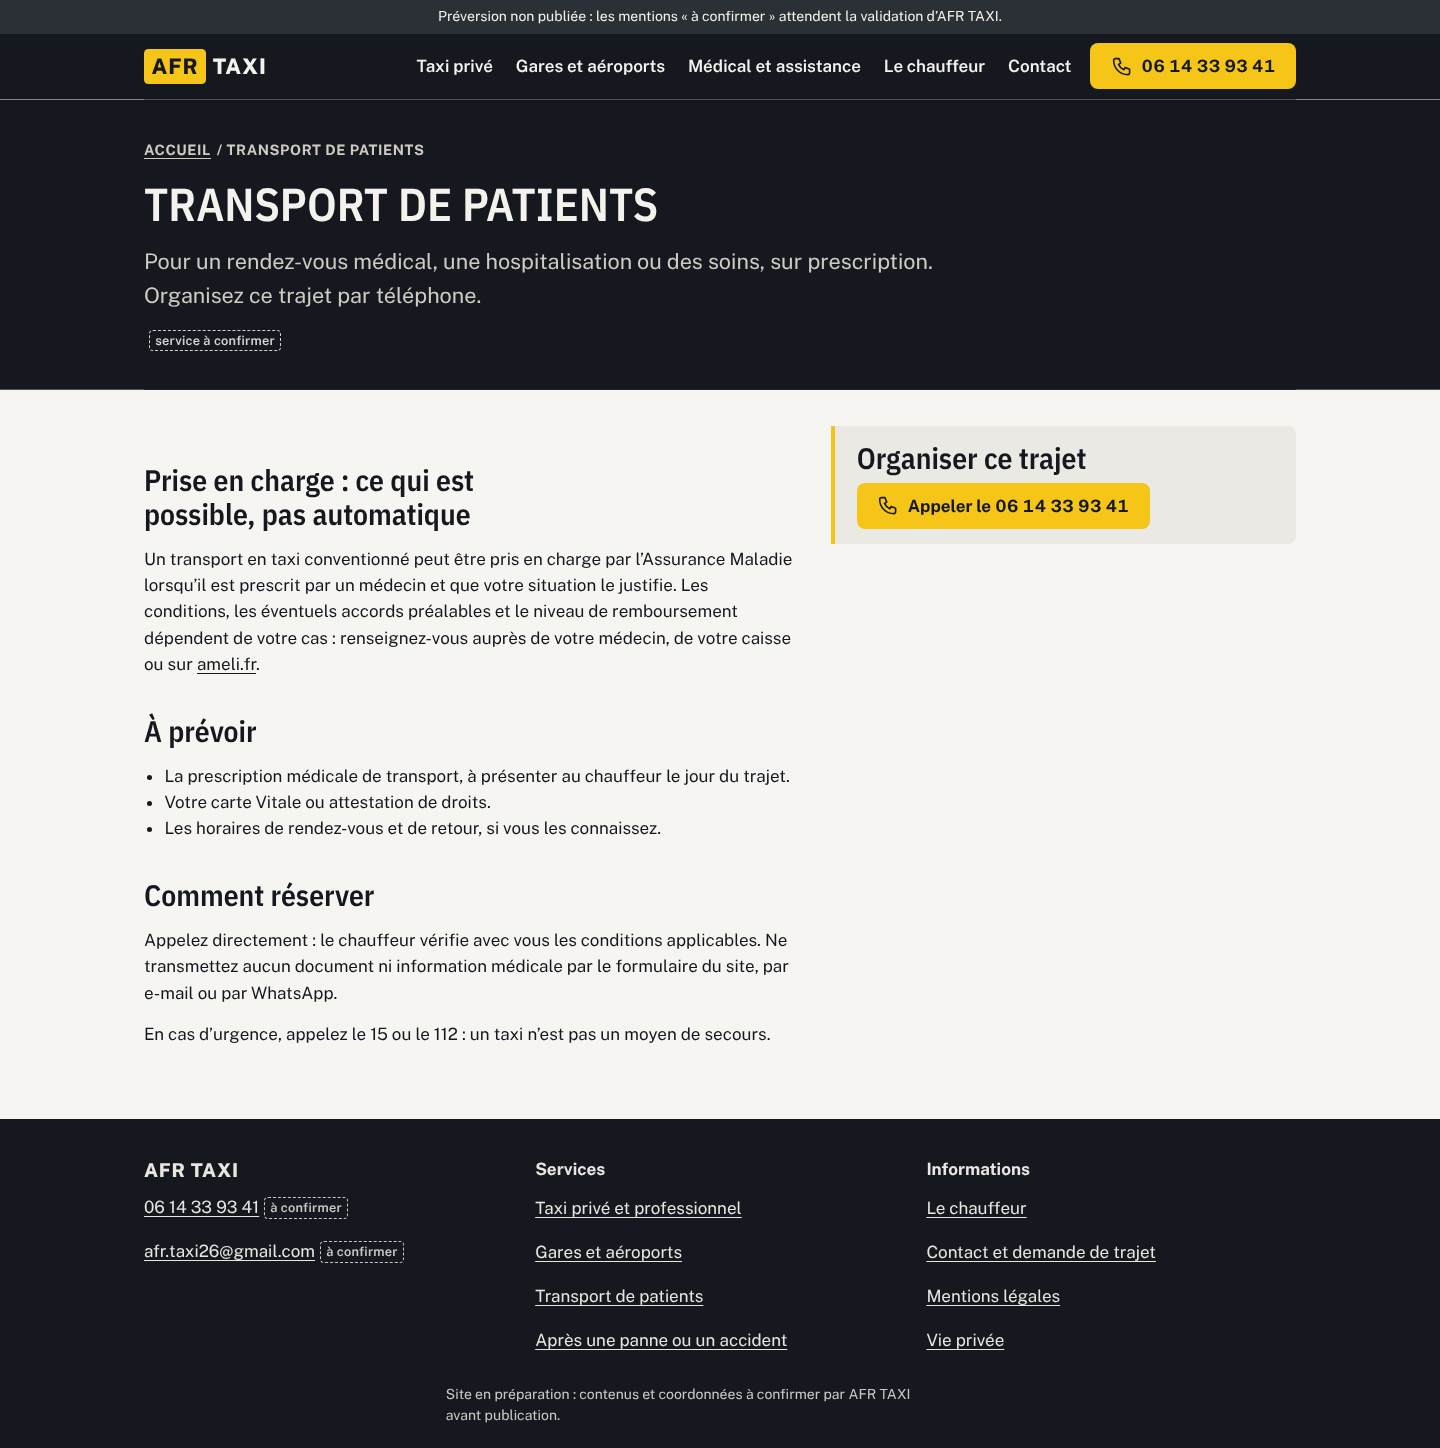 Préversion non publiée : les mentions « à confirmer » attendent la validation d’AFR TAXI.
AFR TAXI
Taxi privé
Gares et aéroports
Médical et assistance
Le chauffeur
Contact
06 14 33 93 41
ACCUEIL / TRANSPORT DE PATIENTS
TRANSPORT DE PATIENTS
Pour un rendez-vous médical, une hospitalisation ou des soins, sur prescription.
Organisez ce trajet par téléphone.
service à confirmer
Prise en charge : ce qui est
possible, pas automatique
Un transport en taxi conventionné peut être pris en charge par l’Assurance Maladie
lorsqu’il est prescrit par un médecin et que votre situation le justifie. Les
conditions, les éventuels accords préalables et le niveau de remboursement
dépendent de votre cas : renseignez-vous auprès de votre médecin, de votre caisse
ou sur ameli.fr.
À prévoir
• La prescription médicale de transport, à présenter au chauffeur le jour du trajet.
• Votre carte Vitale ou attestation de droits.
• Les horaires de rendez-vous et de retour, si vous les connaissez.
Comment réserver
Appelez directement : le chauffeur vérifie avec vous les conditions applicables. Ne
transmettez aucun document ni information médicale par le formulaire du site, par
e-mail ou par WhatsApp.
En cas d’urgence, appelez le 15 ou le 112 : un taxi n’est pas un moyen de secours.
Organiser ce trajet
Appeler le 06 14 33 93 41
AFR TAXI
06 14 33 93 41 à confirmer
afr.taxi26@gmail.com à confirmer
Services
Taxi privé et professionnel
Gares et aéroports
Transport de patients
Après une panne ou un accident
Informations
Le chauffeur
Contact et demande de trajet
Mentions légales
Vie privée
Site en préparation : contenus et coordonnées à confirmer par AFR TAXI
avant publication.